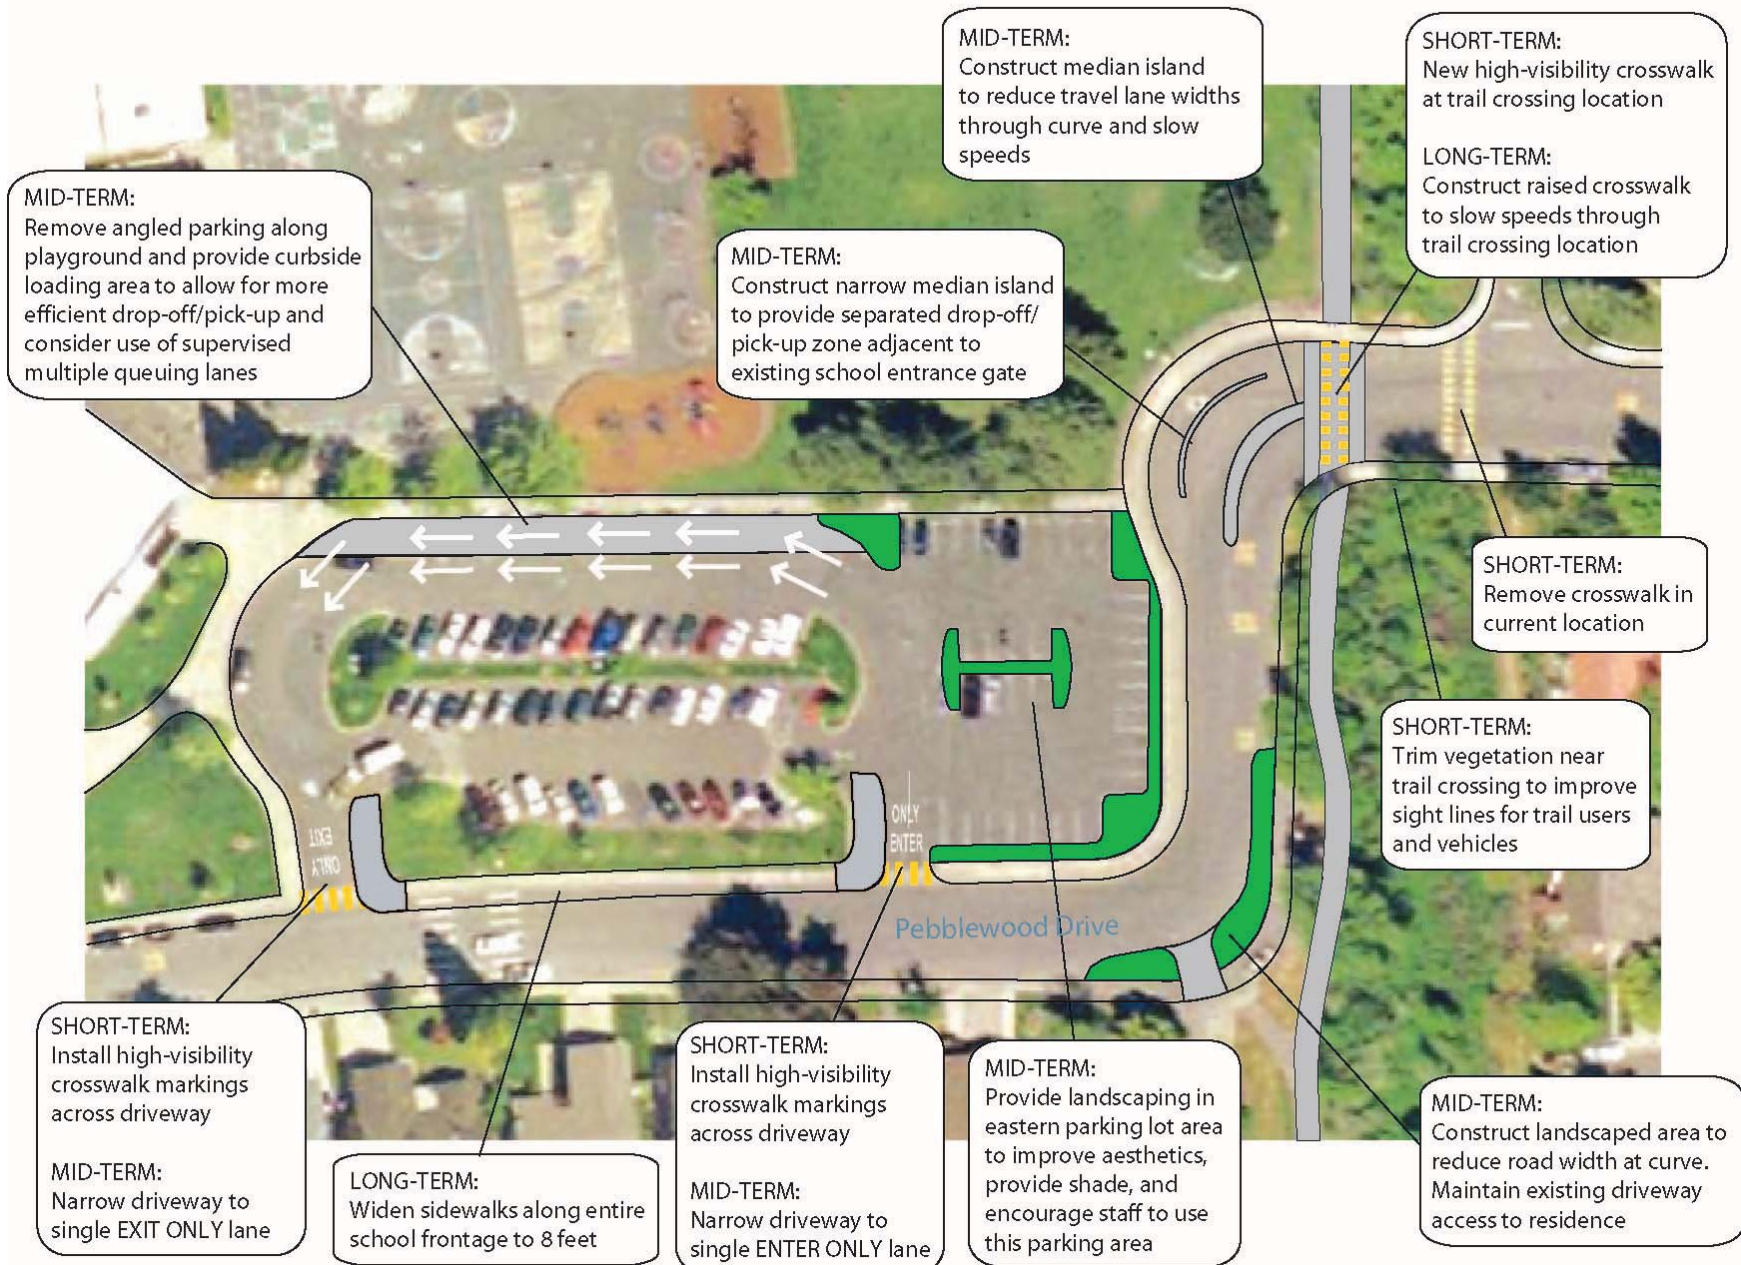 MID-TERM:
Construct median island
to reduce travel lane widths
through curve and slow
speeds
SHORT-TERM:
New high-visibility crosswalk
at trail crossing location
LONG-TERM:
Construct raised crosswalk
to slow speeds through
trail crossing location
MID-TERM:
Remove angled parking along
playground and provide curbside
loading area to allow for more
efficient drop-off/pick-up and
consider use of supervised
multiple queuing lanes
MID-TERM:
Construct narrow median island
to provide separated drop-off/
pick-up zone adjacent to
existing school entrance gate
SHORT-TERM:
Remove crosswalk in
current location
SHORT-TERM:
Trim vegetation near
trail crossing to improve
sight lines for trail users
and vehicles
EXIT
ONLY
ONLY
ENTER
Pebblewood Drive
SHORT-TERM:
Install high-visibility
crosswalk markings
across driveway
MID-TERM:
Narrow driveway to
single EXIT ONLY lane
LONG-TERM:
Widen sidewalks along entire
school frontage to 8 feet
SHORT-TERM:
Install high-visibility
crosswalk markings
across driveway
MID-TERM:
Narrow driveway to
single ENTER ONLY lane
MID-TERM:
Provide landscaping in
eastern parking lot area
to improve aesthetics,
provide shade, and
encourage staff to use
this parking area
MID-TERM:
Construct landscaped area to
reduce road width at curve.
Maintain existing driveway
access to residence